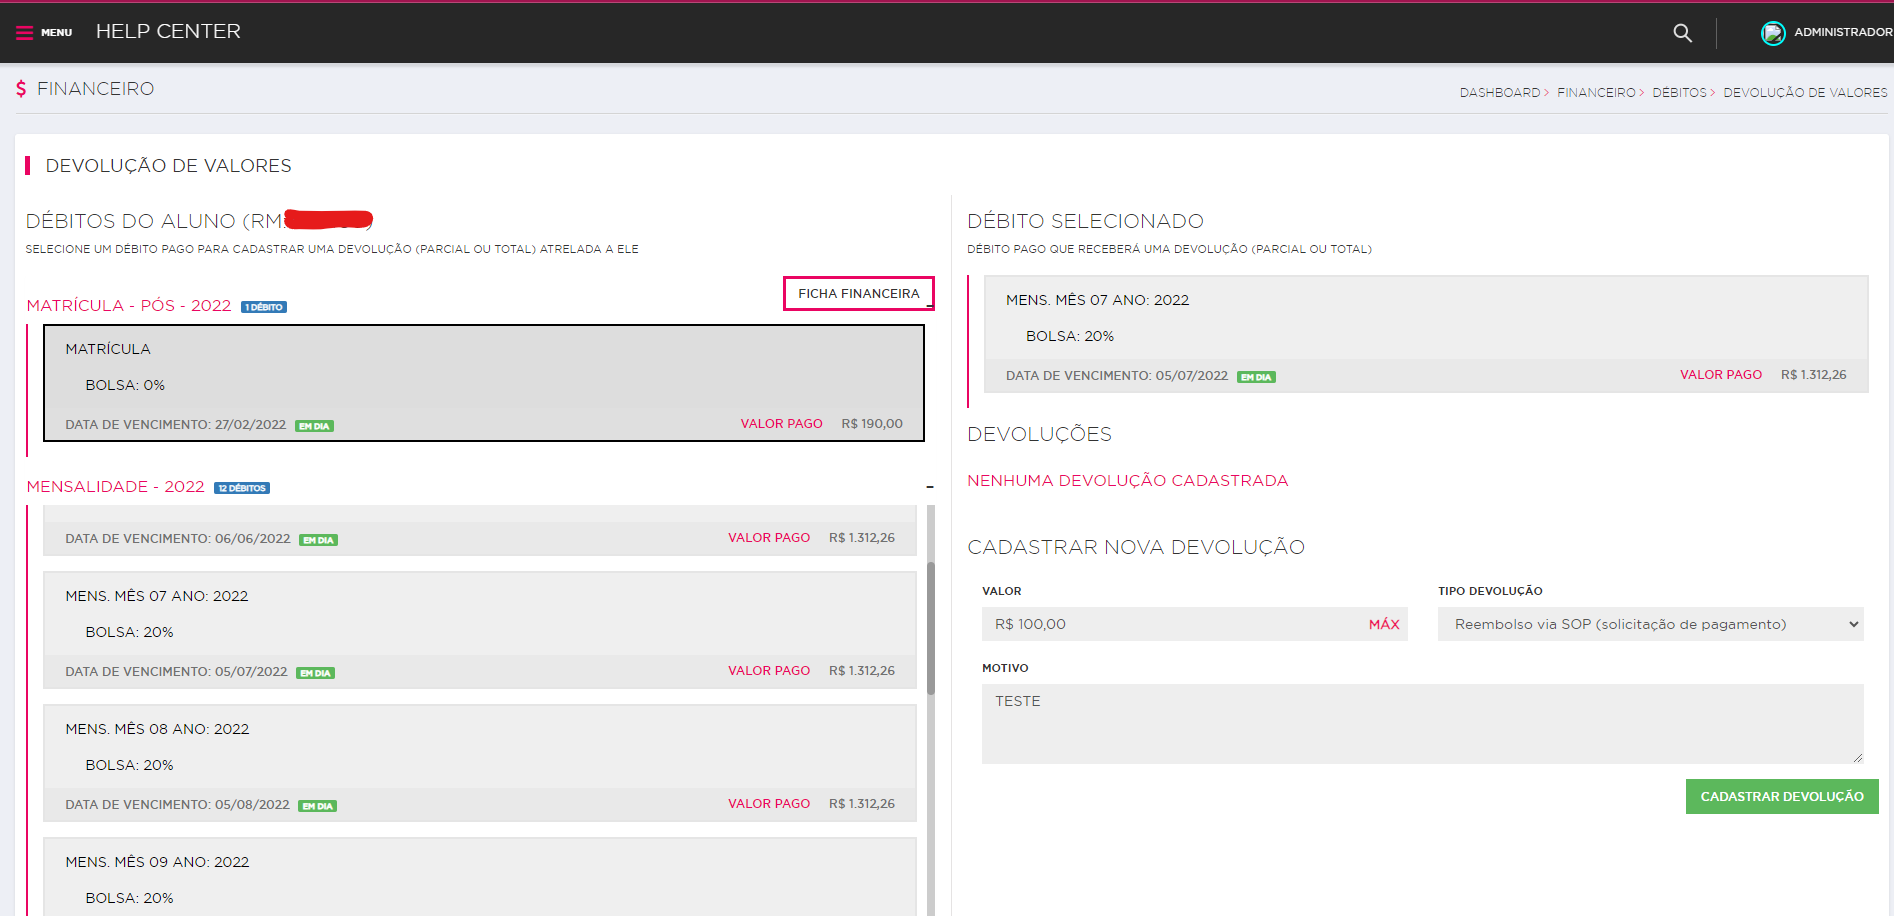 MENU HELP CENTER ADMINISTRADOR
$ FINANCEIRO
DASHBOARD > FINANCEIRO > DÉBITOS > DEVOLUÇÃO DE VALORES
DEVOLUÇÃO DE VALORES
DÉBITOS DO ALUNO (RM:
SELECIONE UM DÉBITO PAGO PARA CADASTRAR UMA DEVOLUÇÃO (PARCIAL OU TOTAL) ATRELADA A ELE
FICHA FINANCEIRA
MATRÍCULA - PÓS - 2022 1 DÉBITO
MATRÍCULA
BOLSA: 0%
DATA DE VENCIMENTO: 27/02/2022 EM DIA VALOR PAGO R$ 190,00
MENSALIDADE - 2022 12 DÉBITOS
DATA DE VENCIMENTO: 06/06/2022 EM DIA VALOR PAGO R$ 1.312,26
MENS. MÊS 07 ANO: 2022
BOLSA: 20%
DATA DE VENCIMENTO: 05/07/2022 EM DIA VALOR PAGO R$ 1.312,26
MENS. MÊS 08 ANO: 2022
BOLSA: 20%
DATA DE VENCIMENTO: 05/08/2022 EM DIA VALOR PAGO R$ 1.312,26
MENS. MÊS 09 ANO: 2022
BOLSA: 20%
DÉBITO SELECIONADO
DÉBITO PAGO QUE RECEBERÁ UMA DEVOLUÇÃO (PARCIAL OU TOTAL)
MENS. MÊS 07 ANO: 2022
BOLSA: 20%
DATA DE VENCIMENTO: 05/07/2022 EM DIA VALOR PAGO R$ 1.312,26
DEVOLUÇÕES
NENHUMA DEVOLUÇÃO CADASTRADA
CADASTRAR NOVA DEVOLUÇÃO
VALOR TIPO DEVOLUÇÃO
R$ 100,00 MÁX Reembolso via SOP (solicitação de pagamento)
MOTIVO
TESTE
CADASTRAR DEVOLUÇÃO